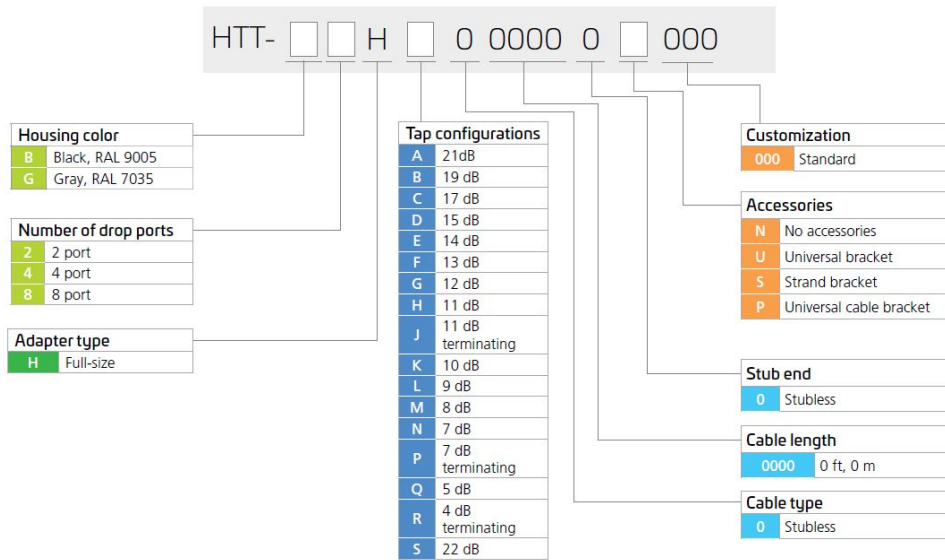 HTT- H 0 0000 0 000
Housing color
B Black, RAL 9005
G Gray, RAL 7035
Number of drop ports
2 2 port
4 4 port
8 8 port
Adapter type
H Full-size
Tap configurations
A 21dB
B 19 dB
C 17 dB
D 15 dB
E 14 dB
F 13 dB
G 12 dB
H 11 dB
J 11 dB
terminating
K 10 dB
L 9 dB
M 8 dB
N 7 dB
P 7 dB
terminating
Q 5 dB
R 4 dB
terminating
S 22 dB
Customization
000 Standard
Accessories
N No accessories
U Universal bracket
S Strand bracket
P Universal cable bracket
Stub end
0 Stubless
Cable length
0000 0 ft, 0 m
Cable type
0 Stubless